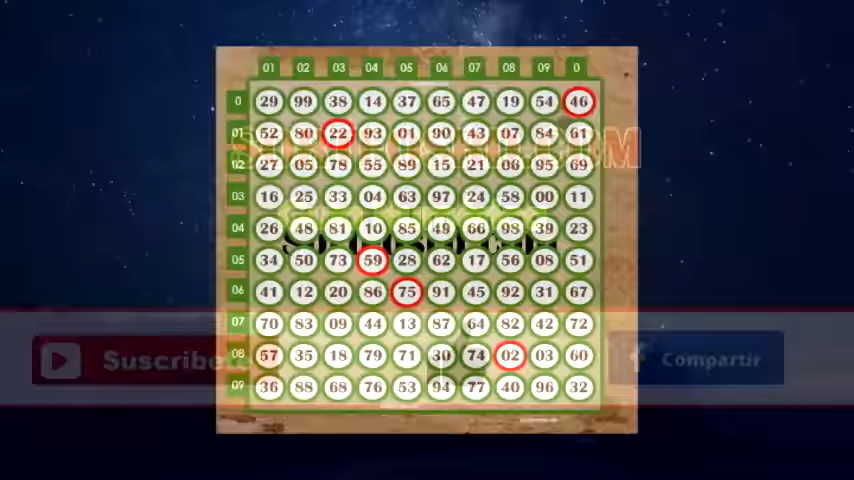 01 02 03 04 05 06 07 08 09 0
0 29 99 38 14 37 65 47 19 54 46
01 52 80 22 93 01 90 43 07 84 61
02 27 05 78 55 89 15 21 06 95 69
03 16 25 33 04 63 97 24 58 00 11
04 26 48 81 10 85 49 66 98 39 23
05 34 50 73 59 28 62 17 56 08 51
06 41 12 20 86 75 91 45 92 31 67
07 70 83 09 44 13 87 64 82 42 72
08 57 35 18 79 71 30 74 02 03 60
09 36 88 68 76 53 94 77 40 96 32
Compartir